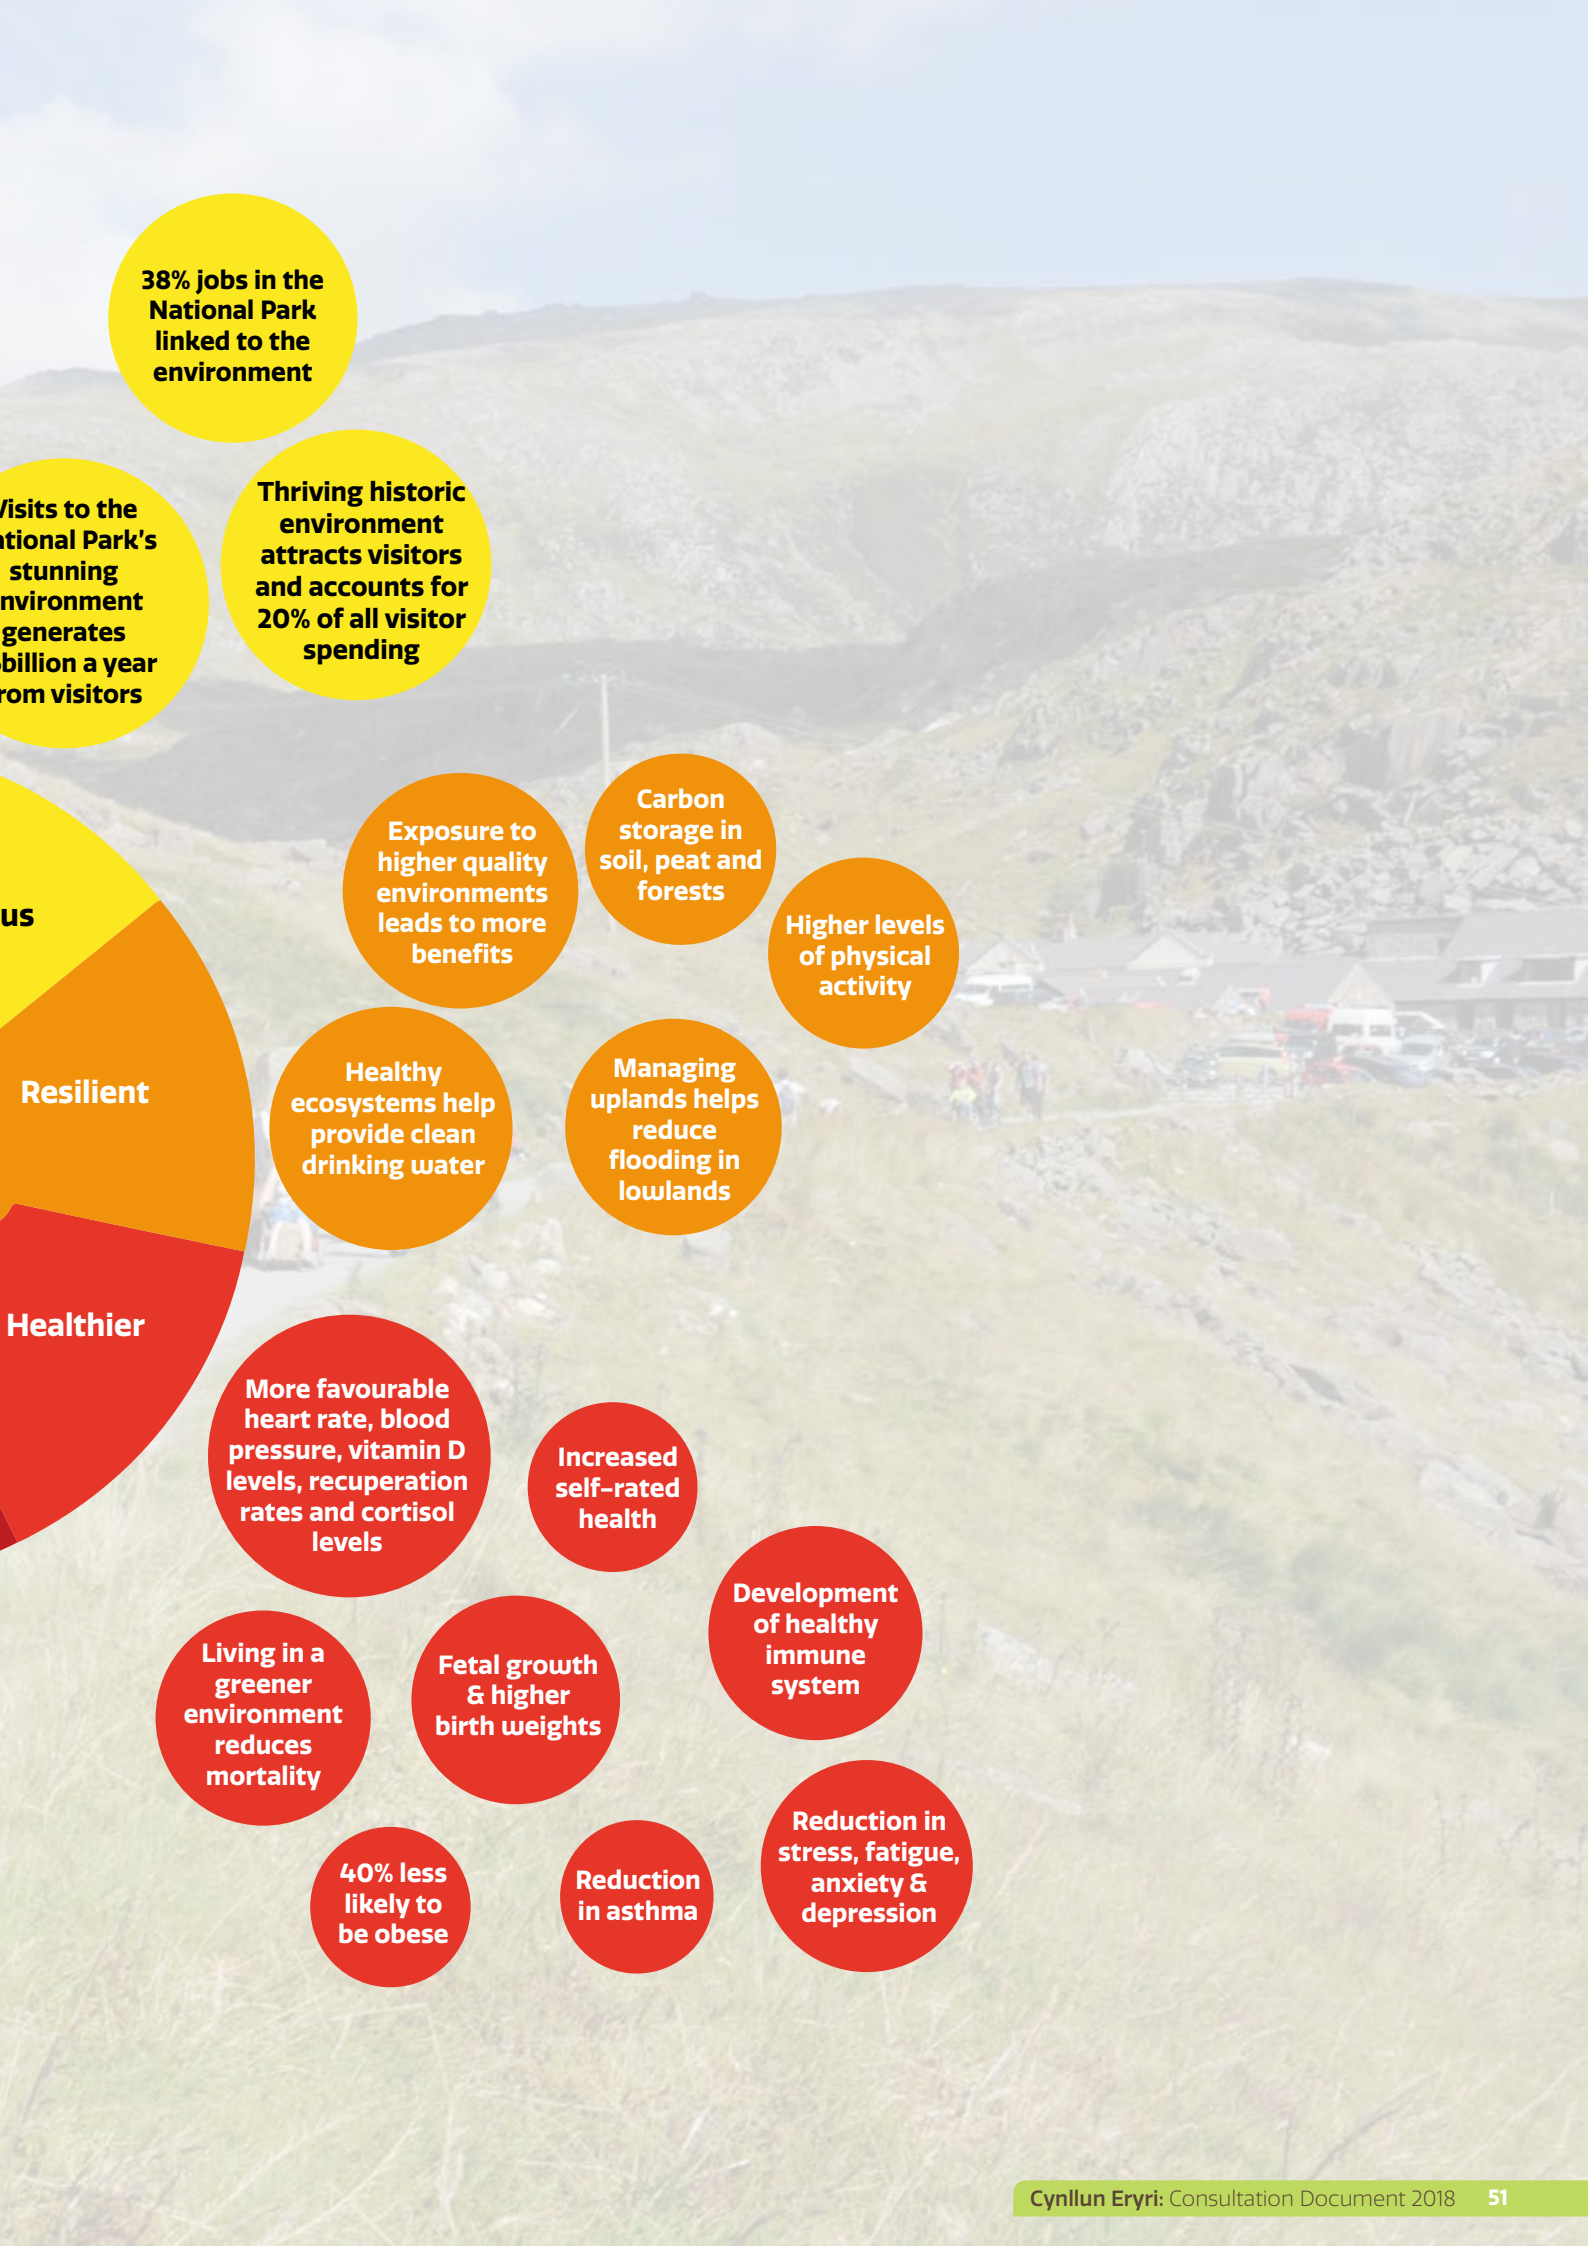 38% jobs in the
National Park
linked to the
environment
Thriving historic
environment
attracts visitors
and accounts for
20% of all visitor
spending
to the
Park's
stunning
generates
a year
visitors
us
Exposure to
higher quality
environments
leads to more
benefits
Carbon
storage in
soil, peat and
forests
Higher levels
of physical
activity
Resilient
Healthy
ecosystems help
provide clean
drinking water
Managing
uplands helps
reduce
flooding in
lowlands
Healthier
More favourable
heart rate, blood
pressure, vitamin D
levels, recuperation
rates and cortisol
levels
Increased
self-rated
health
Development
of healthy
immune
system
Living in a
greener
environment
reduces
mortality
Fetal growth
& higher
birth weights
40% less
likely to
be obese
Reduction
in asthma
Reduction in
stress, fatigue,
anxiety &
depression
Cynllun Eryri: Consultation Document 2018 51